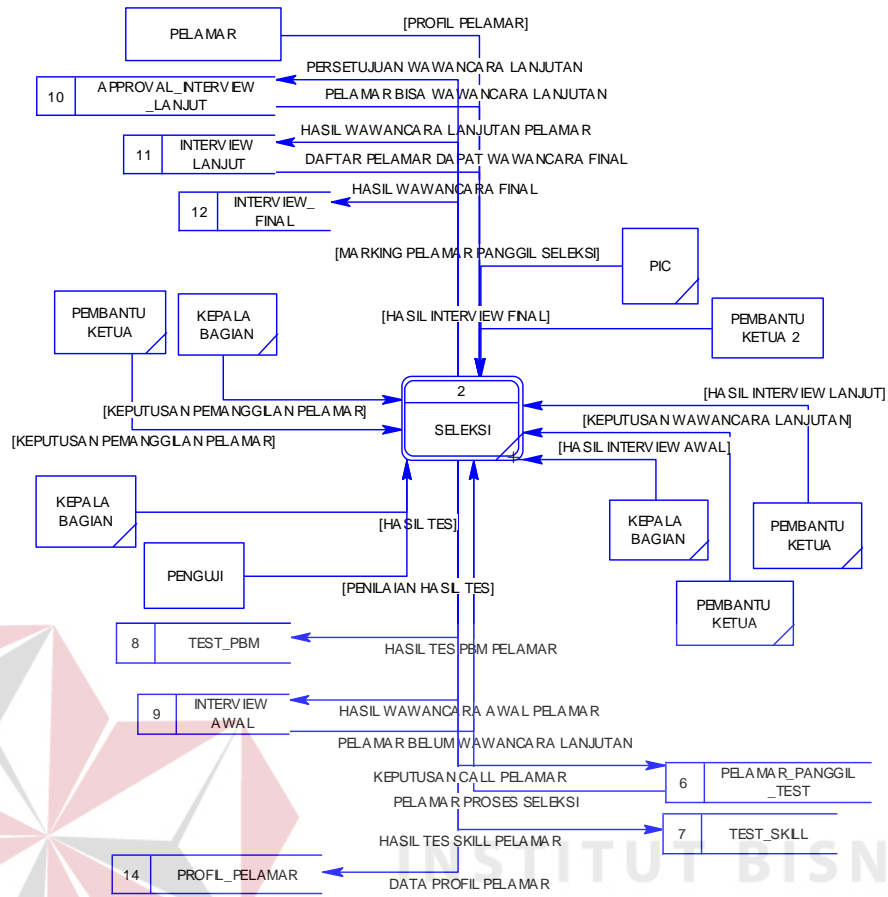 [PROFIL PELAMAR]
PELAMAR
PERSETUJUAN WAWANCARA LANJUTAN
10
APPROVAL_INTERVIEW
_LANJUT
PELAMAR BISA WAWANCARA LANJUTAN
HASIL WAWANCARA LANJUTAN PELAMAR
11
INTERVIEW
LANJUT
DAFTAR PELAMAR DAPAT WAWANCARA FINAL
HASIL WAWANCARA FINAL
12
INTERVIEW_
FINAL
[MARKING PELAMAR PANGGIL SELEKSI]
PIC
PEMBANTU
KETUA
KEPALA
BAGIAN
[HASIL INTERVIEW FINAL]
PEMBANTU
KETUA 2
2
SELEKSI
[HASIL INTERVIEW LANJUT]
[KEPUTUSAN PEMANGGILAN PELAMAR]
[KEPUTUSAN WAWANCARA LANJUTAN]
[KEPUTUSAN PEMANGGILAN PELAMAR]
[HASIL INTERVIEW AWAL]
KEPALA
BAGIAN
[HASIL TES]
KEPALA
BAGIAN
PEMBANTU
KETUA
PENGUJI
[PENILAIAN HASIL TES]
PEMBANTU
KETUA
8
TEST_PBM
HASIL TES PBM PELAMAR
9
INTERVIEW
AWAL
HASIL WAWANCARA AWAL PELAMAR
PELAMAR BELUM WAWANCARA LANJUTAN
KEPUTUSAN CALL PELAMAR
6
PELAMAR_PANGGIL
_TEST
PELAMAR PROSES SELEKSI
7
TEST_SKILL
HASIL TES SKILL PELAMAR
14
PROFIL_PELAMAR
DATA PROFIL PELAMAR
INSTITUT BISN